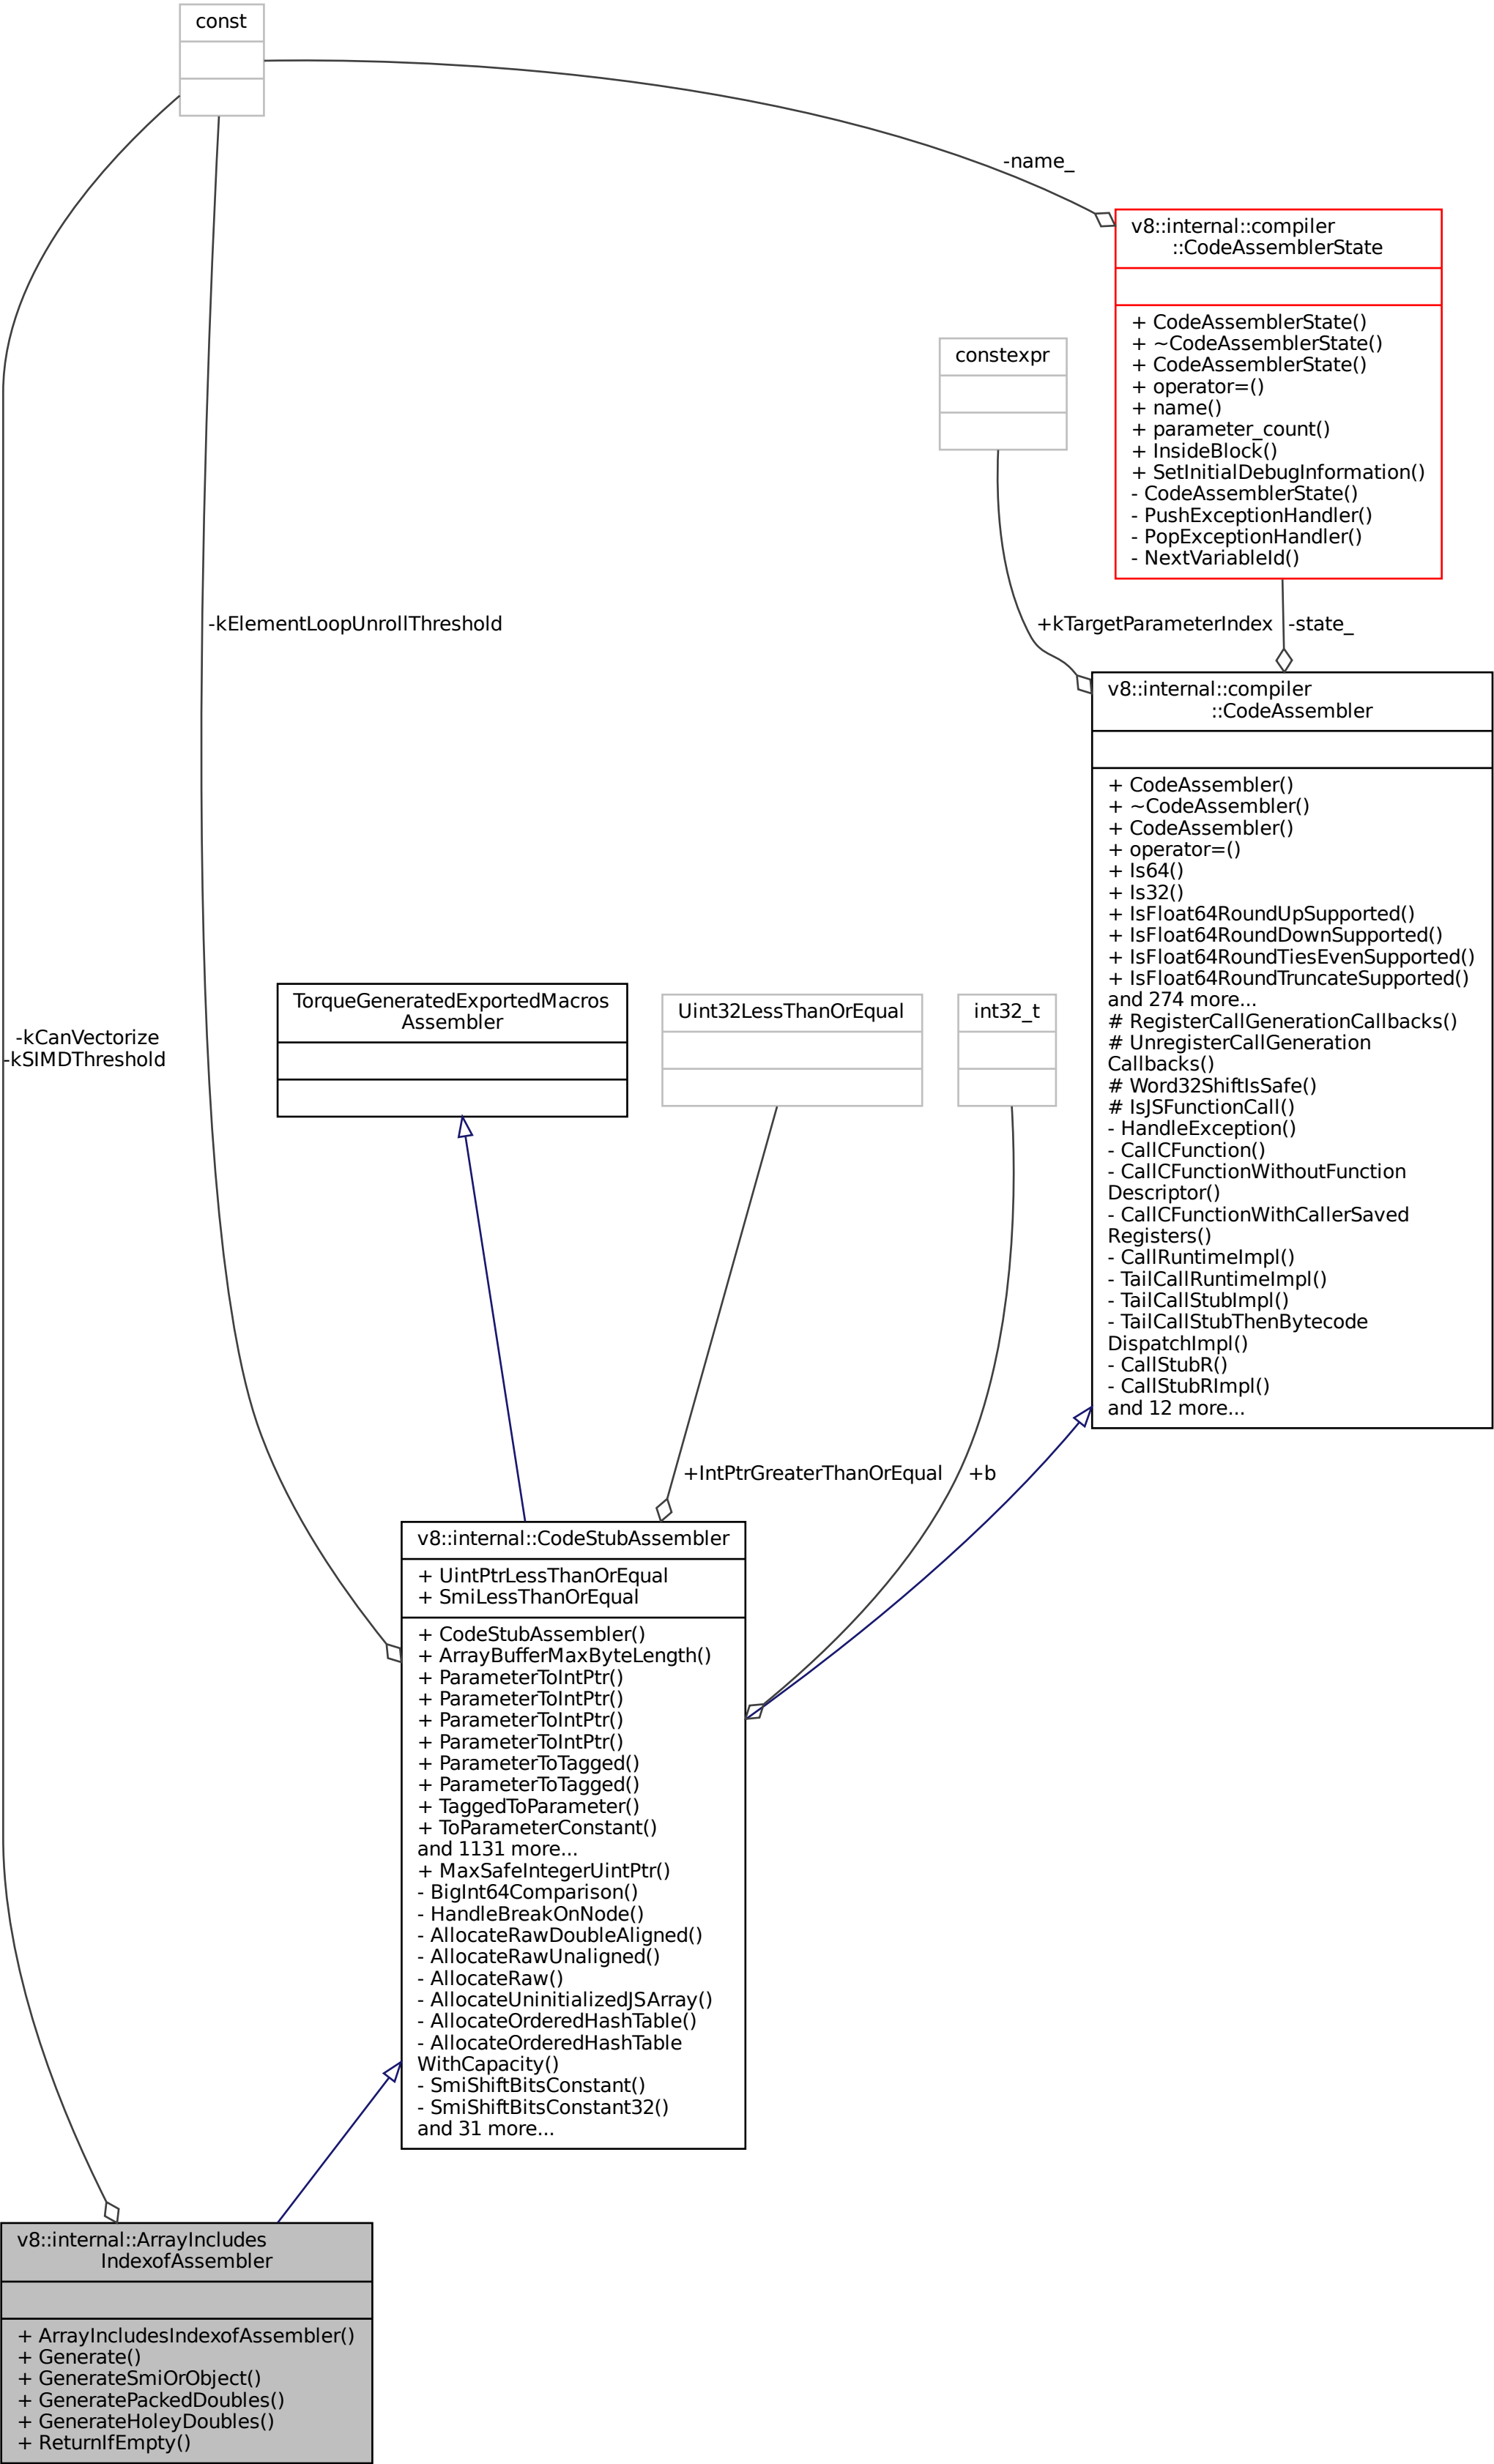 const
-name_
v8::internal::compiler
::CodeAssemblerState
+ CodeAssemblerState()
+ ~CodeAssemblerState()
+ CodeAssemblerState()
+ operator=()
+ name()
+ parameter_count()
+ InsideBlock()
+ SetInitialDebugInformation()
- CodeAssemblerState()
- PushExceptionHandler()
- PopExceptionHandler()
- NextVariableId()
constexpr
-kElementLoopUnrollThreshold
+kTargetParameterIndex
-state_
v8::internal::compiler
::CodeAssembler
+ CodeAssembler()
+ ~CodeAssembler()
+ CodeAssembler()
+ operator=()
+ Is64()
+ Is32()
+ IsFloat64RoundUpSupported()
+ IsFloat64RoundDownSupported()
+ IsFloat64RoundTiesEvenSupported()
+ IsFloat64RoundTruncateSupported()
and 274 more...
# RegisterCallGenerationCallbacks()
# UnregisterCallGeneration
Callbacks()
# Word32ShiftIsSafe()
# IsJSFunctionCall()
- HandleException()
- CallCFunction()
- CallCFunctionWithoutFunction
Descriptor()
- CallCFunctionWithCallerSaved
Registers()
- CallRuntimeImpl()
- TailCallRuntimeImpl()
- TailCallStubImpl()
- TailCallStubThenBytecode
DispatchImpl()
- CallStubR()
- CallStubRImpl()
and 12 more...
-kCanVectorize
-kSIMDThreshold
TorqueGeneratedExportedMacros
Assembler
Uint32LessThanOrEqual
int32_t
+IntPtrGreaterThanOrEqual
+b
v8::internal::CodeStubAssembler
+ UintPtrLessThanOrEqual
+ SmiLessThanOrEqual
+ CodeStubAssembler()
+ ArrayBufferMaxByteLength()
+ ParameterToIntPtr()
+ ParameterToIntPtr()
+ ParameterToIntPtr()
+ ParameterToIntPtr()
+ ParameterToTagged()
+ ParameterToTagged()
+ TaggedToParameter()
+ ToParameterConstant()
and 1131 more...
+ MaxSafeIntegerUintPtr()
- BigInt64Comparison()
- HandleBreakOnNode()
- AllocateRawDoubleAligned()
- AllocateRawUnaligned()
- AllocateRaw()
- AllocateUninitializedJSArray()
- AllocateOrderedHashTable()
- AllocateOrderedHashTable
WithCapacity()
- SmiShiftBitsConstant()
- SmiShiftBitsConstant32()
and 31 more...
v8::internal::ArrayIncludes
IndexofAssembler
+ ArrayIncludesIndexofAssembler()
+ Generate()
+ GenerateSmiOrObject()
+ GeneratePackedDoubles()
+ GenerateHoleyDoubles()
+ ReturnIfEmpty()